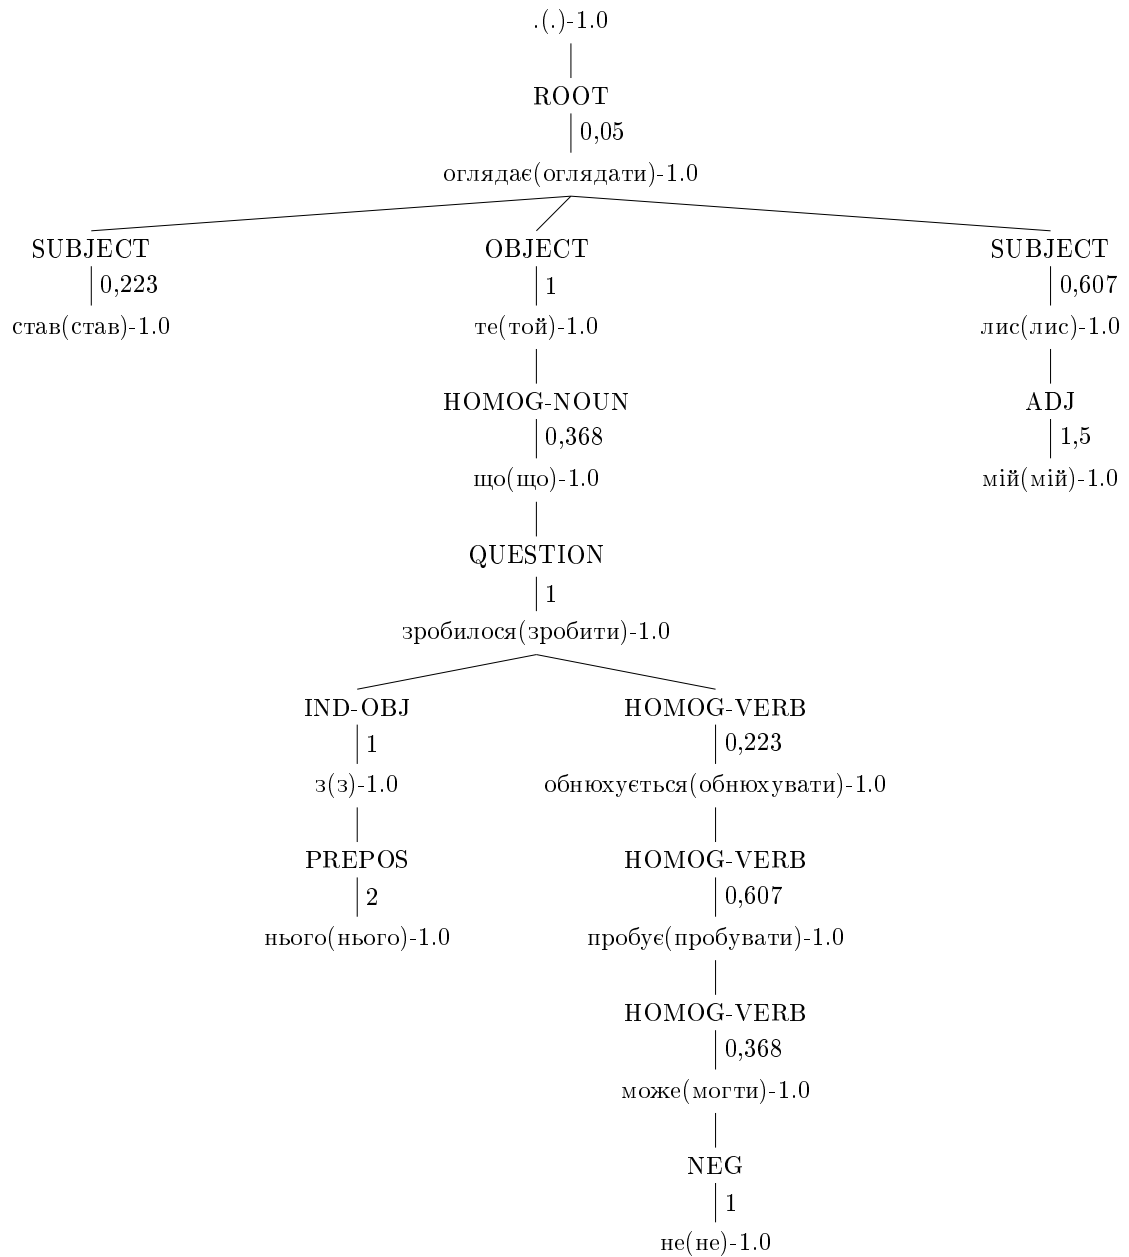 .(.)-1.0
ROOT
0,05
оглядає(оглядати)-1.0
SUBJECT OBJECT SUBJECT
0,223 1 0,607
став(став)-1.0 те(той)-1.0 лис(лис)-1.0
HOMOG-NOUN ADJ
0,368 1,5
що(що)-1.0 мій(мій)-1.0
QUESTION
1
зробилося(зробити)-1.0
IND-OBJ HOMOG-VERB
1 0,223
з(з)-1.0 обнюхується(обнюхувати)-1.0
PREPOS HOMOG-VERB
2 0,607
нього(нього)-1.0 пробує(пробувати)-1.0
HOMOG-VERB
0,368
може(могти)-1.0
NEG
1
не(не)-1.0